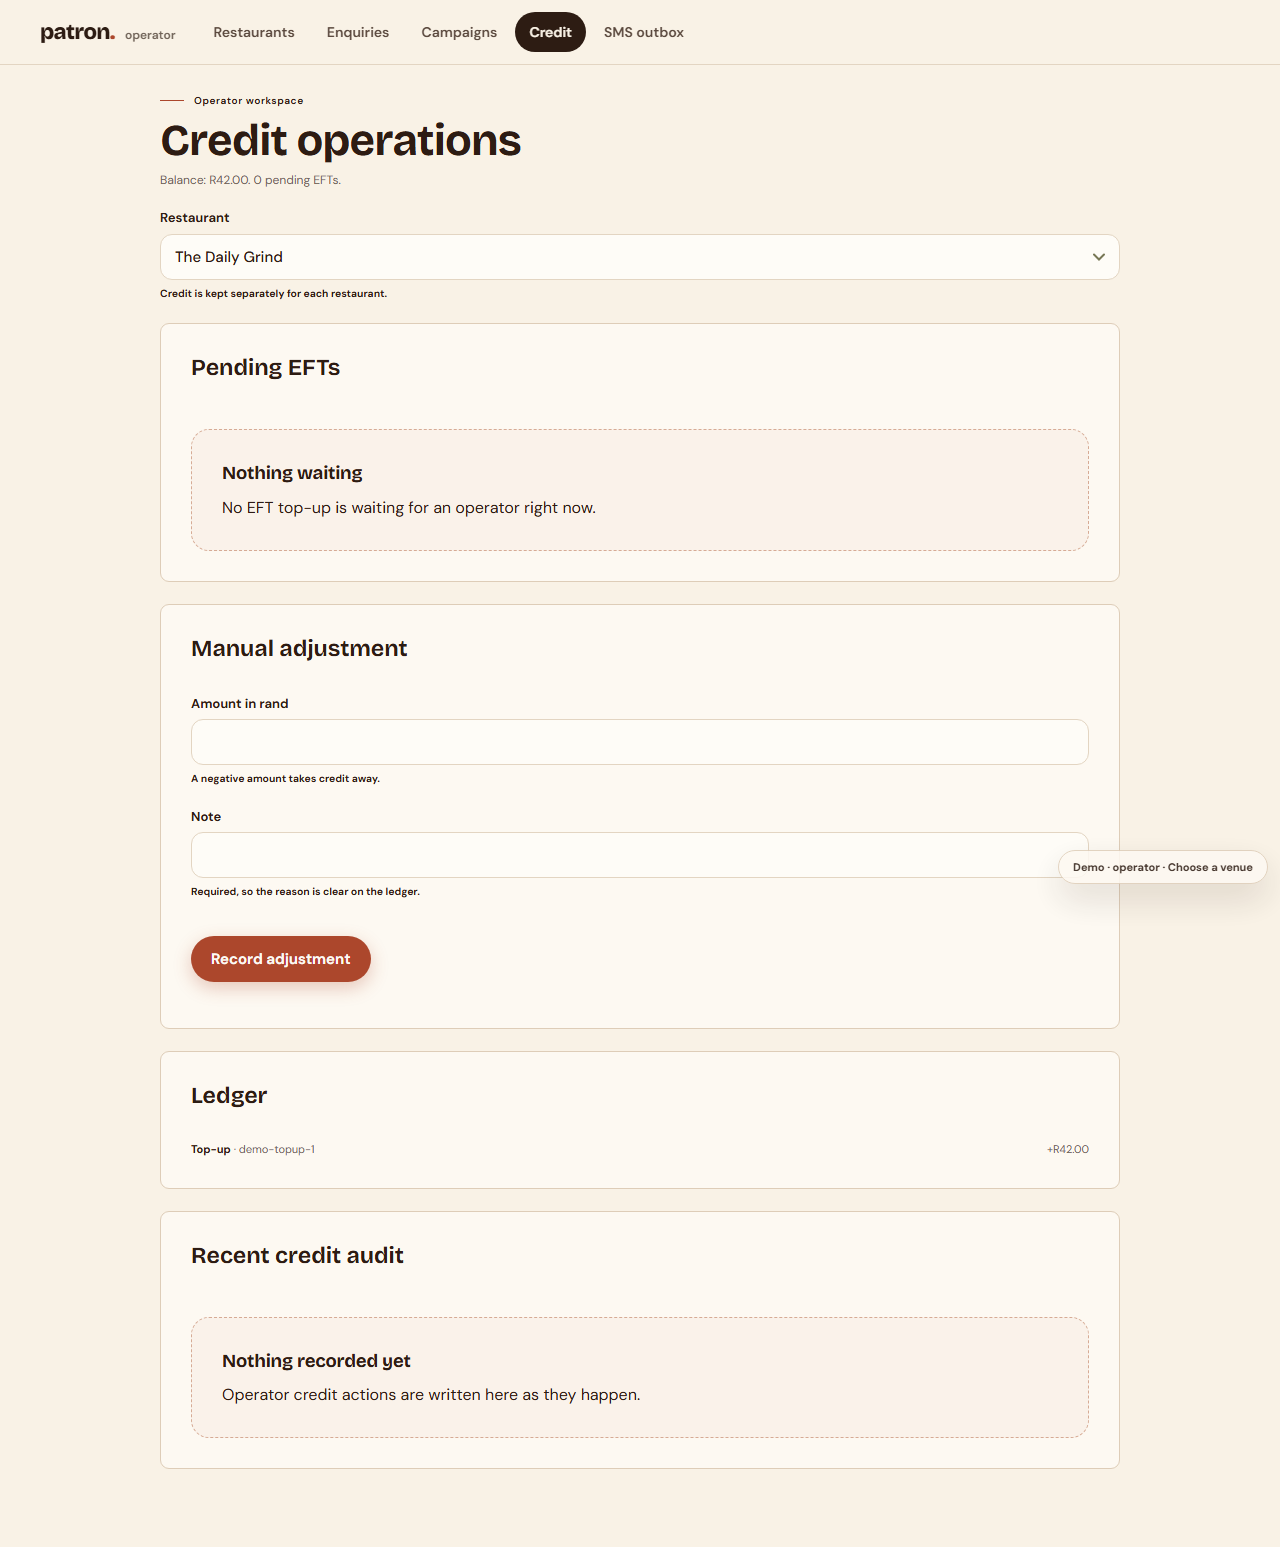 patron. operator Restaurants Enquiries Campaigns Credit SMS outbox
Operator workspace
Credit operations
Balance: R42.00. 0 pending EFTs.
Restaurant
The Daily Grind
Credit is kept separately for each restaurant.
Pending EFTs
Nothing waiting
No EFT top-up is waiting for an operator right now.
Manual adjustment
Amount in rand
A negative amount takes credit away.
Note
Demo · operator · Choose a venue
Required, so the reason is clear on the ledger.
Record adjustment
Ledger
Top-up · demo-topup-1 +R42.00
Recent credit audit
Nothing recorded yet
Operator credit actions are written here as they happen.